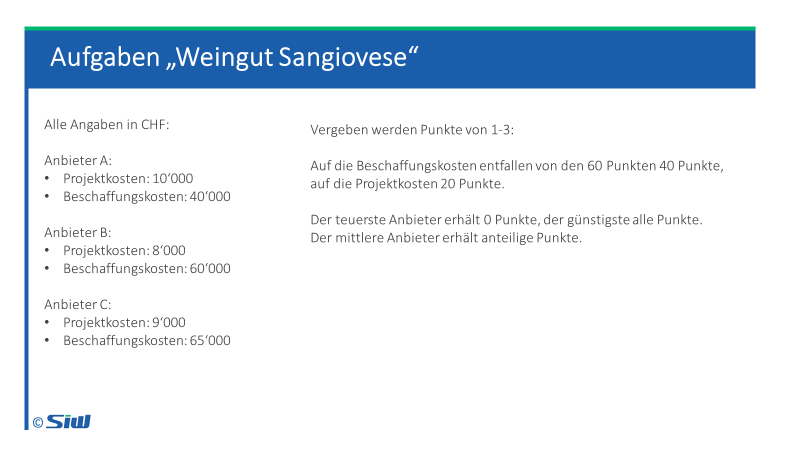 Aufgaben „Weingut Sangiovese“
Alle Angaben in CHF:
Anbieter A:
• Projektkosten: 10‘000
• Beschaffungskosten: 40‘000
Anbieter B:
• Projektkosten: 8‘000
• Beschaffungskosten: 60‘000
Anbieter C:
• Projektkosten: 9‘000
• Beschaffungskosten: 65‘000
Vergeben werden Punkte von 1-3:
Auf die Beschaffungskosten entfallen von den 60 Punkten 40 Punkte,
auf die Projektkosten 20 Punkte.
Der teuerste Anbieter erhält 0 Punkte, der günstigste alle Punkte.
Der mittlere Anbieter erhält anteilige Punkte.
© SIW